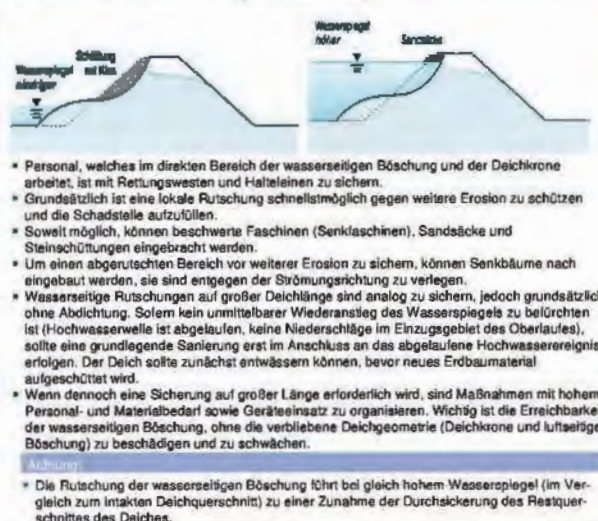 Wasserspiegel
höher
Sandsäcke
Schüttung
mit Kies
Wasserspiegel
niedriger
• Personal, welches im direkten Bereich der wasserseitigen Böschung und der Deichkrone
arbeitet, ist mit Rettungswesten und Halteleinen zu sichern.
• Grundsätzlich ist eine lokale Rutschung schnellstmöglich gegen weitere Erosion zu schützen
und die Schadstelle aufzufüllen.
• Soweit möglich, können beschwerte Faschinen (Senkfaschinen), Sandsäcke und
Steinschüttungen eingebracht werden.
• Um einen abgerutschten Bereich vor weiterer Erosion zu sichern, können Senkbäume nach
eingebaut werden, sie sind entgegen der Strömungsrichtung zu verlegen.
• Wasserseitige Rutschungen auf großer Deichlänge sind analog zu sichern, jedoch grundsätzlich
ohne Abdichtung. Sofern kein unmittelbarer Wiederanstieg des Wasserspiegels zu befürchten
ist (Hochwasserwelle ist abgelaufen, keine Niederschläge im Einzugsgebiet des Oberlaufes),
sollte eine grundlegende Sanierung erst im Anschluss an das abgelaufene Hochwasserereignis
erfolgen. Der Deich sollte zunächst entwässern können, bevor neues Erdbaumaterial
aufgeschüttet wird.
• Wenn dennoch eine Sicherung auf großer Länge erforderlich wird, sind Maßnahmen mit hohem
Personal- und Materialbedarf sowie Geräteeinsatz zu organisieren. Wichtig ist die Erreichbarke
der wasserseitigen Böschung, ohne die verbliebene Deichgeometrie (Deichkrone und luftseitige
Böschung) zu beschädigen und zu schwächen.
Achtung
• Die Rutschung der wasserseitigen Böschung führt bei gleich hohem Wasserspiegel (im Ver-
gleich zum intakten Deichquerschnitt) zu einer Zunahme der Durchsickerung des Restquer-
schnittes des Deiches.